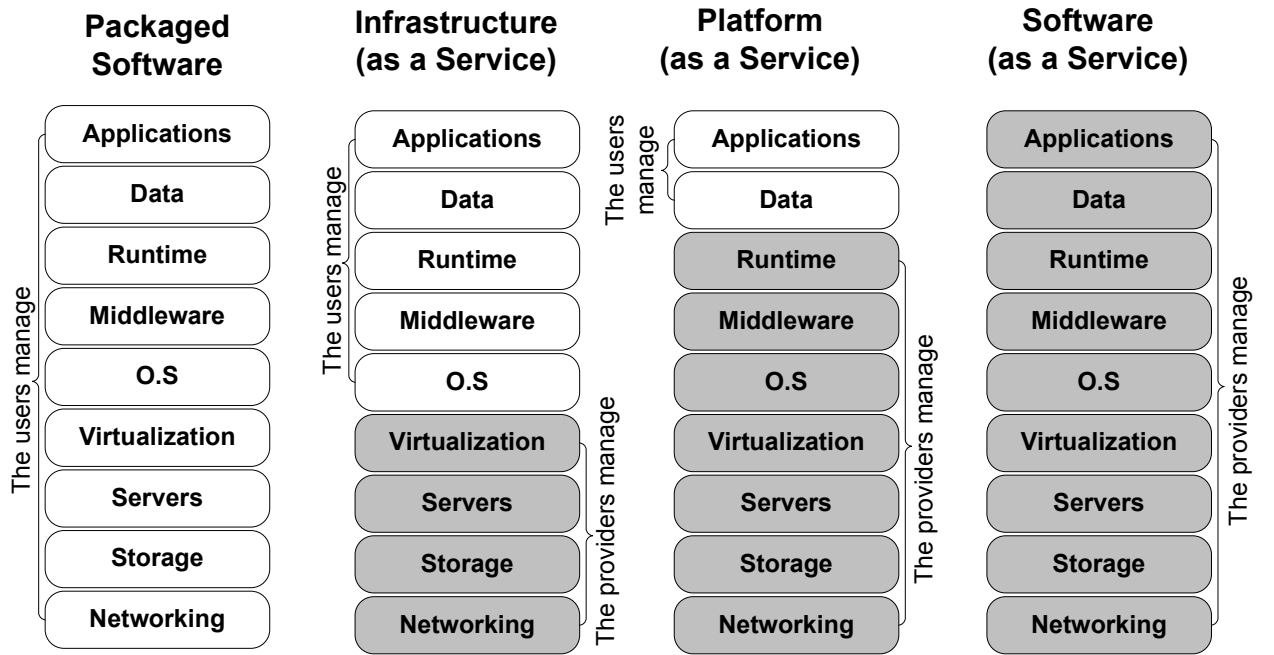 Packaged
Software
Applications
Data
Runtime
Middleware
O.S
Virtualization
Servers
Storage
Networking
The users manage
Infrastructure
(as a Service)
Applications
Data
Runtime
Middleware
O.S
Virtualization
Servers
Storage
Networking
The users manage
The providers manage
Platform
(as a Service)
Applications
Data
Runtime
Middleware
O.S
Virtualization
Servers
Storage
Networking
The users
manage
The providers manage
Software
(as a Service)
Applications
Data
Runtime
Middleware
O.S
Virtualization
Servers
Storage
Networking
The providers manage